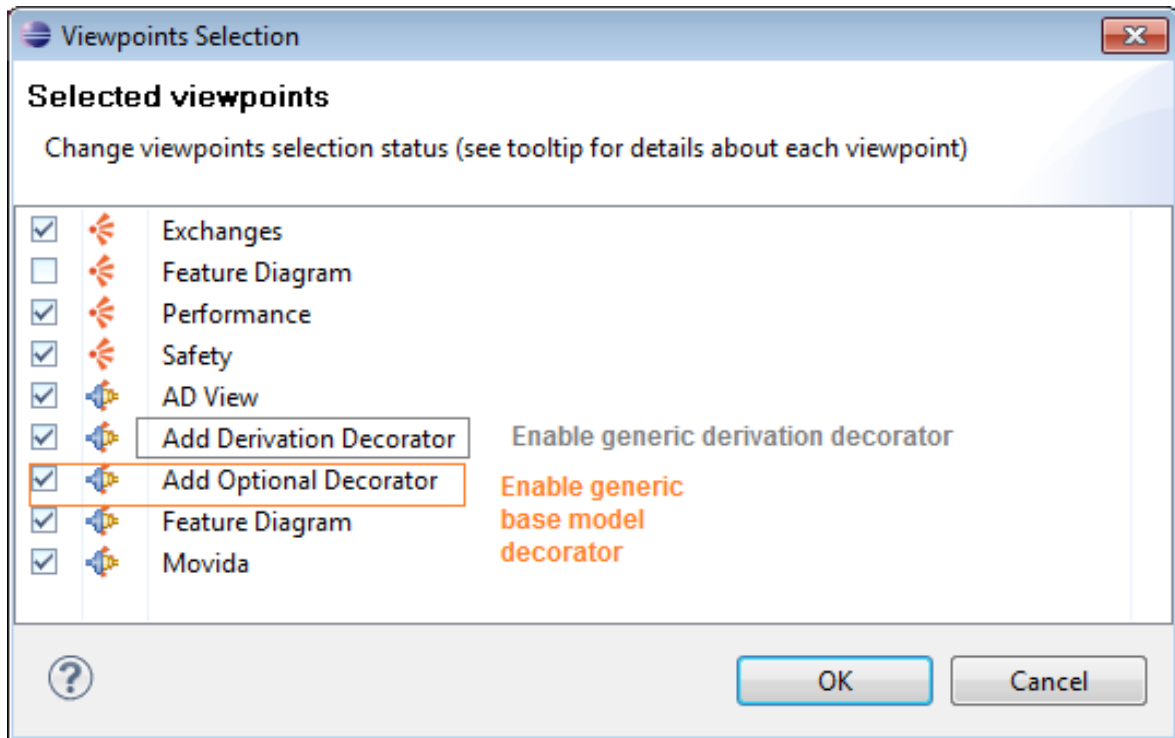 Viewpoints Selection
Selected viewpoints
Change viewpoints selection status (see tooltip for details about each viewpoint)
Exchanges
Feature Diagram
Performance
Safety
AD View
Add Derivation Decorator Enable generic derivation decorator
Add Optional Decorator Enable generic
Feature Diagram base model
Movida decorator
? OK Cancel